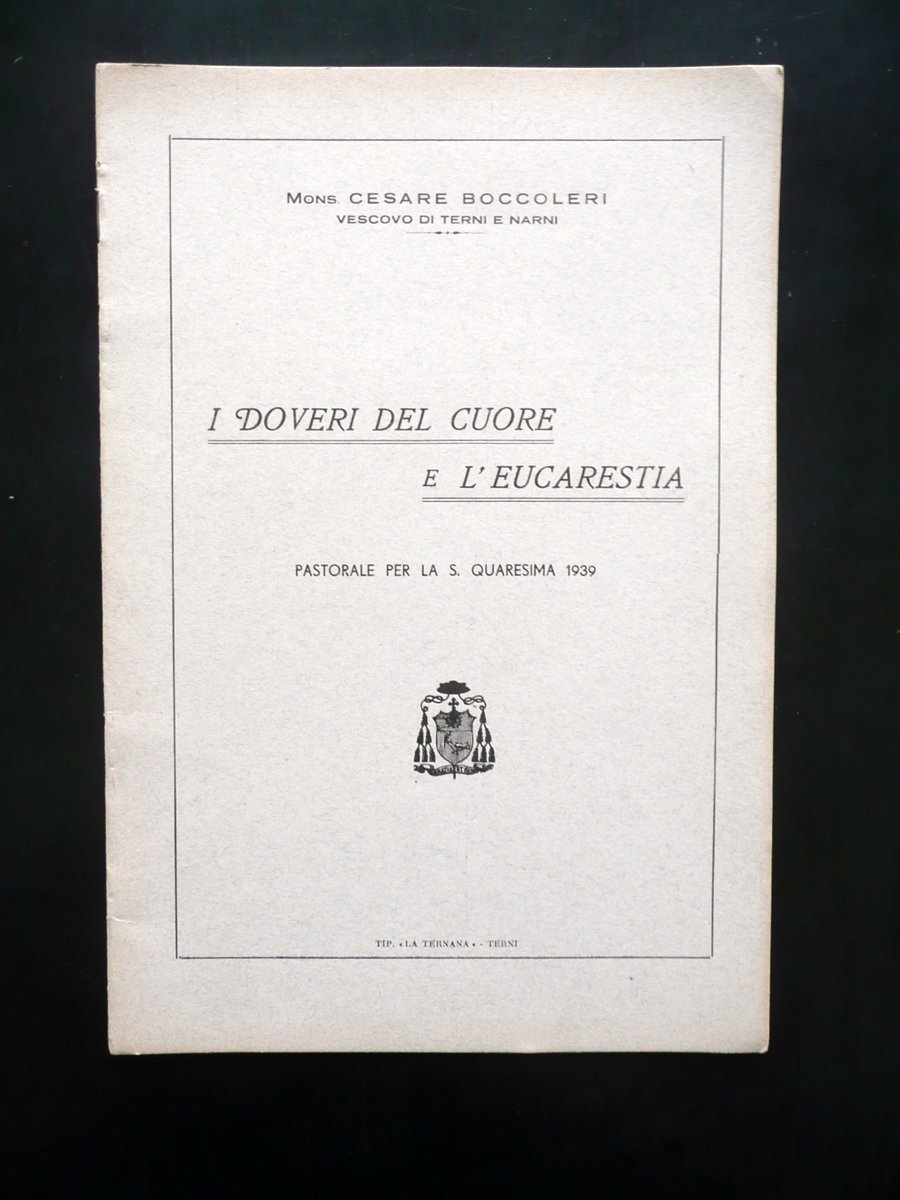 MONS. CESARE BOCCOLERI
VESCOVO DI TERNI E NARNI
I DOVERI DEL CUORE
E L'EUCARESTIA
PASTORALE PER LA S. QUARESIMA 1939
TIP. «LA TERNANA» - TERNI